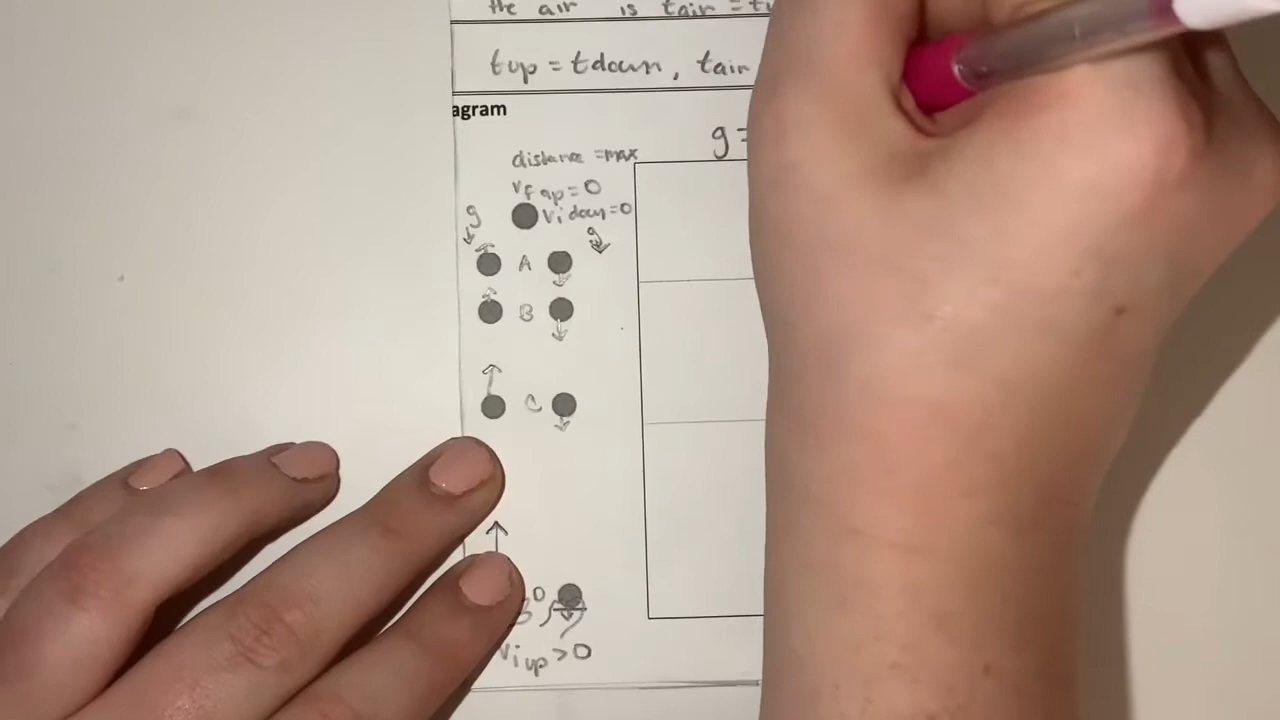 the air is tair =
tup = tdown, tair
agram
g =
distance = max
vf up = 0
g vi down = 0
g
A
B
C
D
vi up > 0